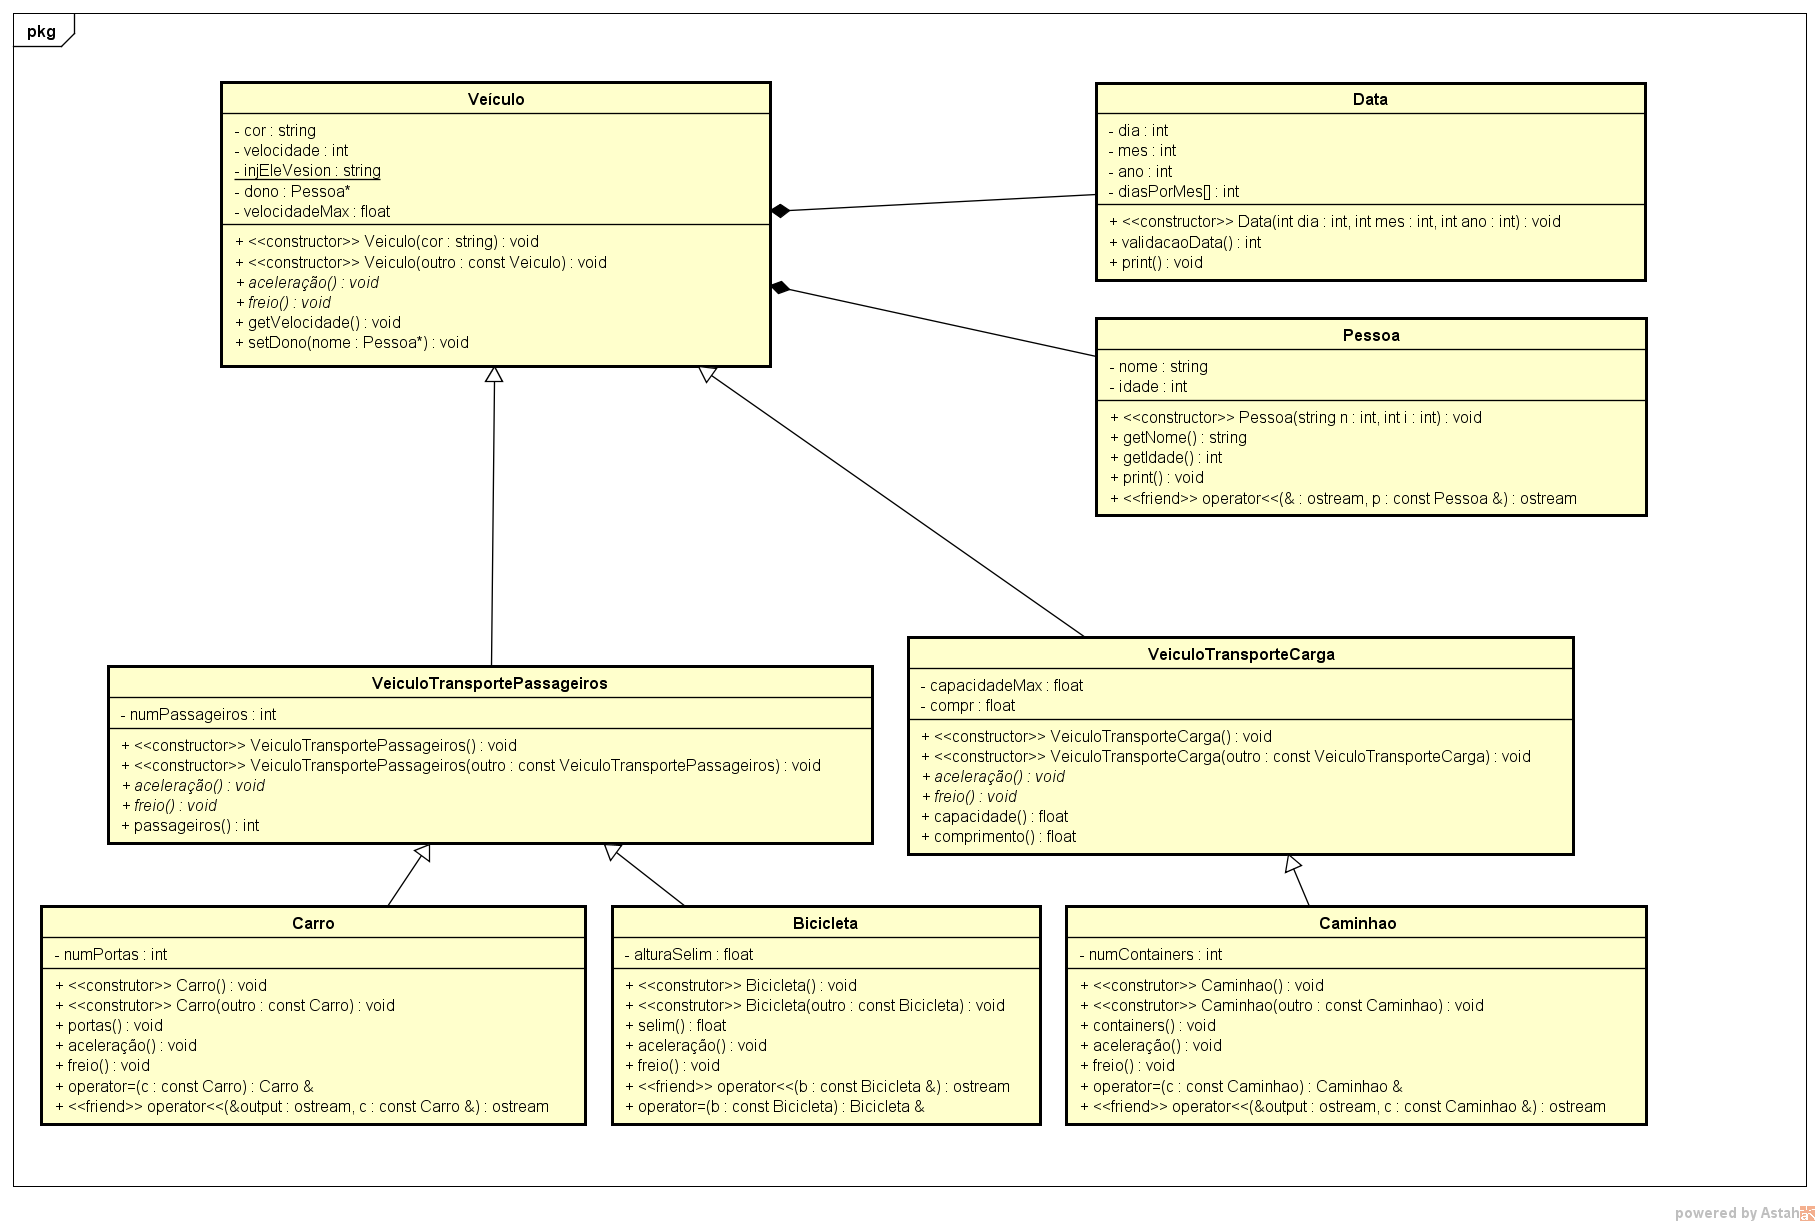 pkg
Veículo
- cor : string
- velocidade : int
- injEleVesion : string
- dono : Pessoa*
- velocidadeMax : float
+ <<constructor>> Veiculo(cor : string) : void
+ <<constructor>> Veiculo(outro : const Veiculo) : void
+ aceleração() : void
+ freio() : void
+ getVelocidade() : void
+ setDono(nome : Pessoa*) : void
Data
- dia : int
- mes : int
- ano : int
- diasPorMes[] : int
+ <<constructor>> Data(int dia : int, int mes : int, int ano : int) : void
+ validacaoData() : int
+ print() : void
Pessoa
- nome : string
- idade : int
+ <<constructor>> Pessoa(string n : int, int i : int) : void
+ getNome() : string
+ getIdade() : int
+ print() : void
+ <<friend>> operator<<(& : ostream, p : const Pessoa &) : ostream
VeiculoTransportePassageiros
- numPassageiros : int
+ <<constructor>> VeiculoTransportePassageiros() : void
+ <<constructor>> VeiculoTransportePassageiros(outro : const VeiculoTransportePassageiros) : void
+ aceleração() : void
+ freio() : void
+ passageiros() : int
VeiculoTransporteCarga
- capacidadeMax : float
- compr : float
+ <<constructor>> VeiculoTransporteCarga() : void
+ <<constructor>> VeiculoTransporteCarga(outro : const VeiculoTransporteCarga) : void
+ aceleração() : void
+ freio() : void
+ capacidade() : float
+ comprimento() : float
Carro
- numPortas : int
+ <<construtor>> Carro() : void
+ <<construtor>> Carro(outro : const Carro) : void
+ portas() : void
+ aceleração() : void
+ freio() : void
+ operator=(c : const Carro) : Carro &
+ <<friend>> operator<<(&output : ostream, c : const Carro &) : ostream
Bicicleta
- alturaSelim : float
+ <<construtor>> Bicicleta() : void
+ <<construtor>> Bicicleta(outro : const Bicicleta) : void
+ selim() : float
+ aceleração() : void
+ freio() : void
+ <<friend>> operator<<(b : const Bicicleta &) : ostream
+ operator=(b : const Bicicleta) : Bicicleta &
Caminhao
- numContainers : int
+ <<construtor>> Caminhao() : void
+ <<construtor>> Caminhao(outro : const Caminhao) : void
+ containers() : void
+ aceleração() : void
+ freio() : void
+ operator=(c : const Caminhao) : Caminhao &
+ <<friend>> operator<<(&output : ostream, c : const Caminhao &) : ostream
powered by Astah